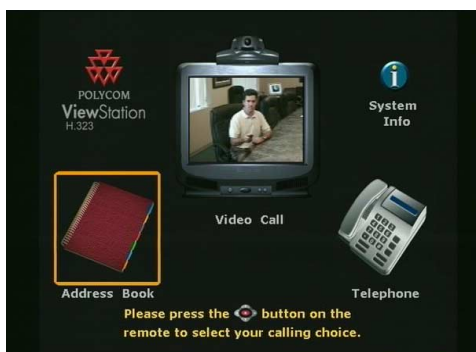 POLYCOM
ViewStation
H.323
System
Info
Video Call
Address Book
Telephone
Please press the button on the
remote to select your calling choice.